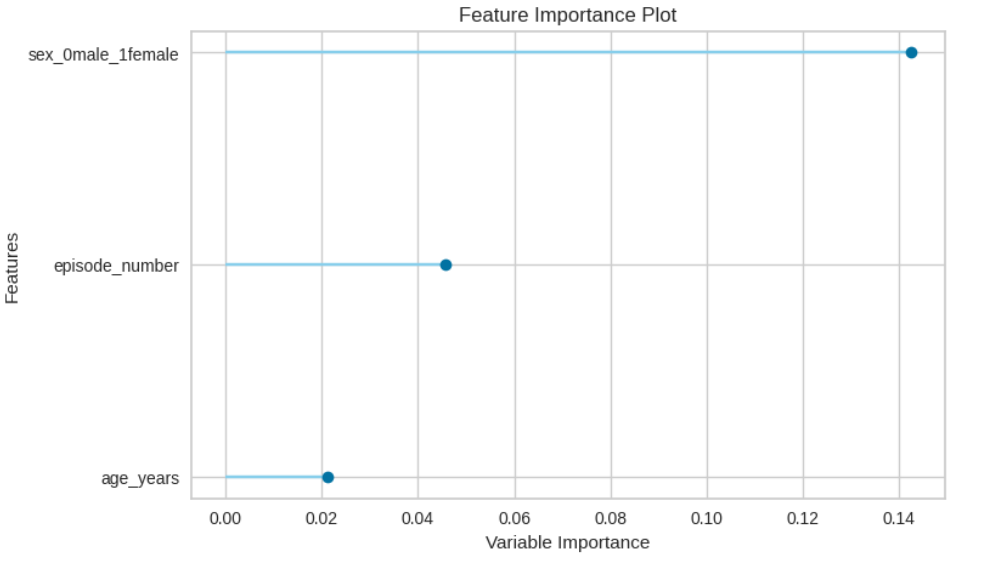 Feature Importance Plot
sex_0male_1female
episode_number
age_years
Features
0.00 0.02 0.04 0.06 0.08 0.10 0.12 0.14
Variable Importance